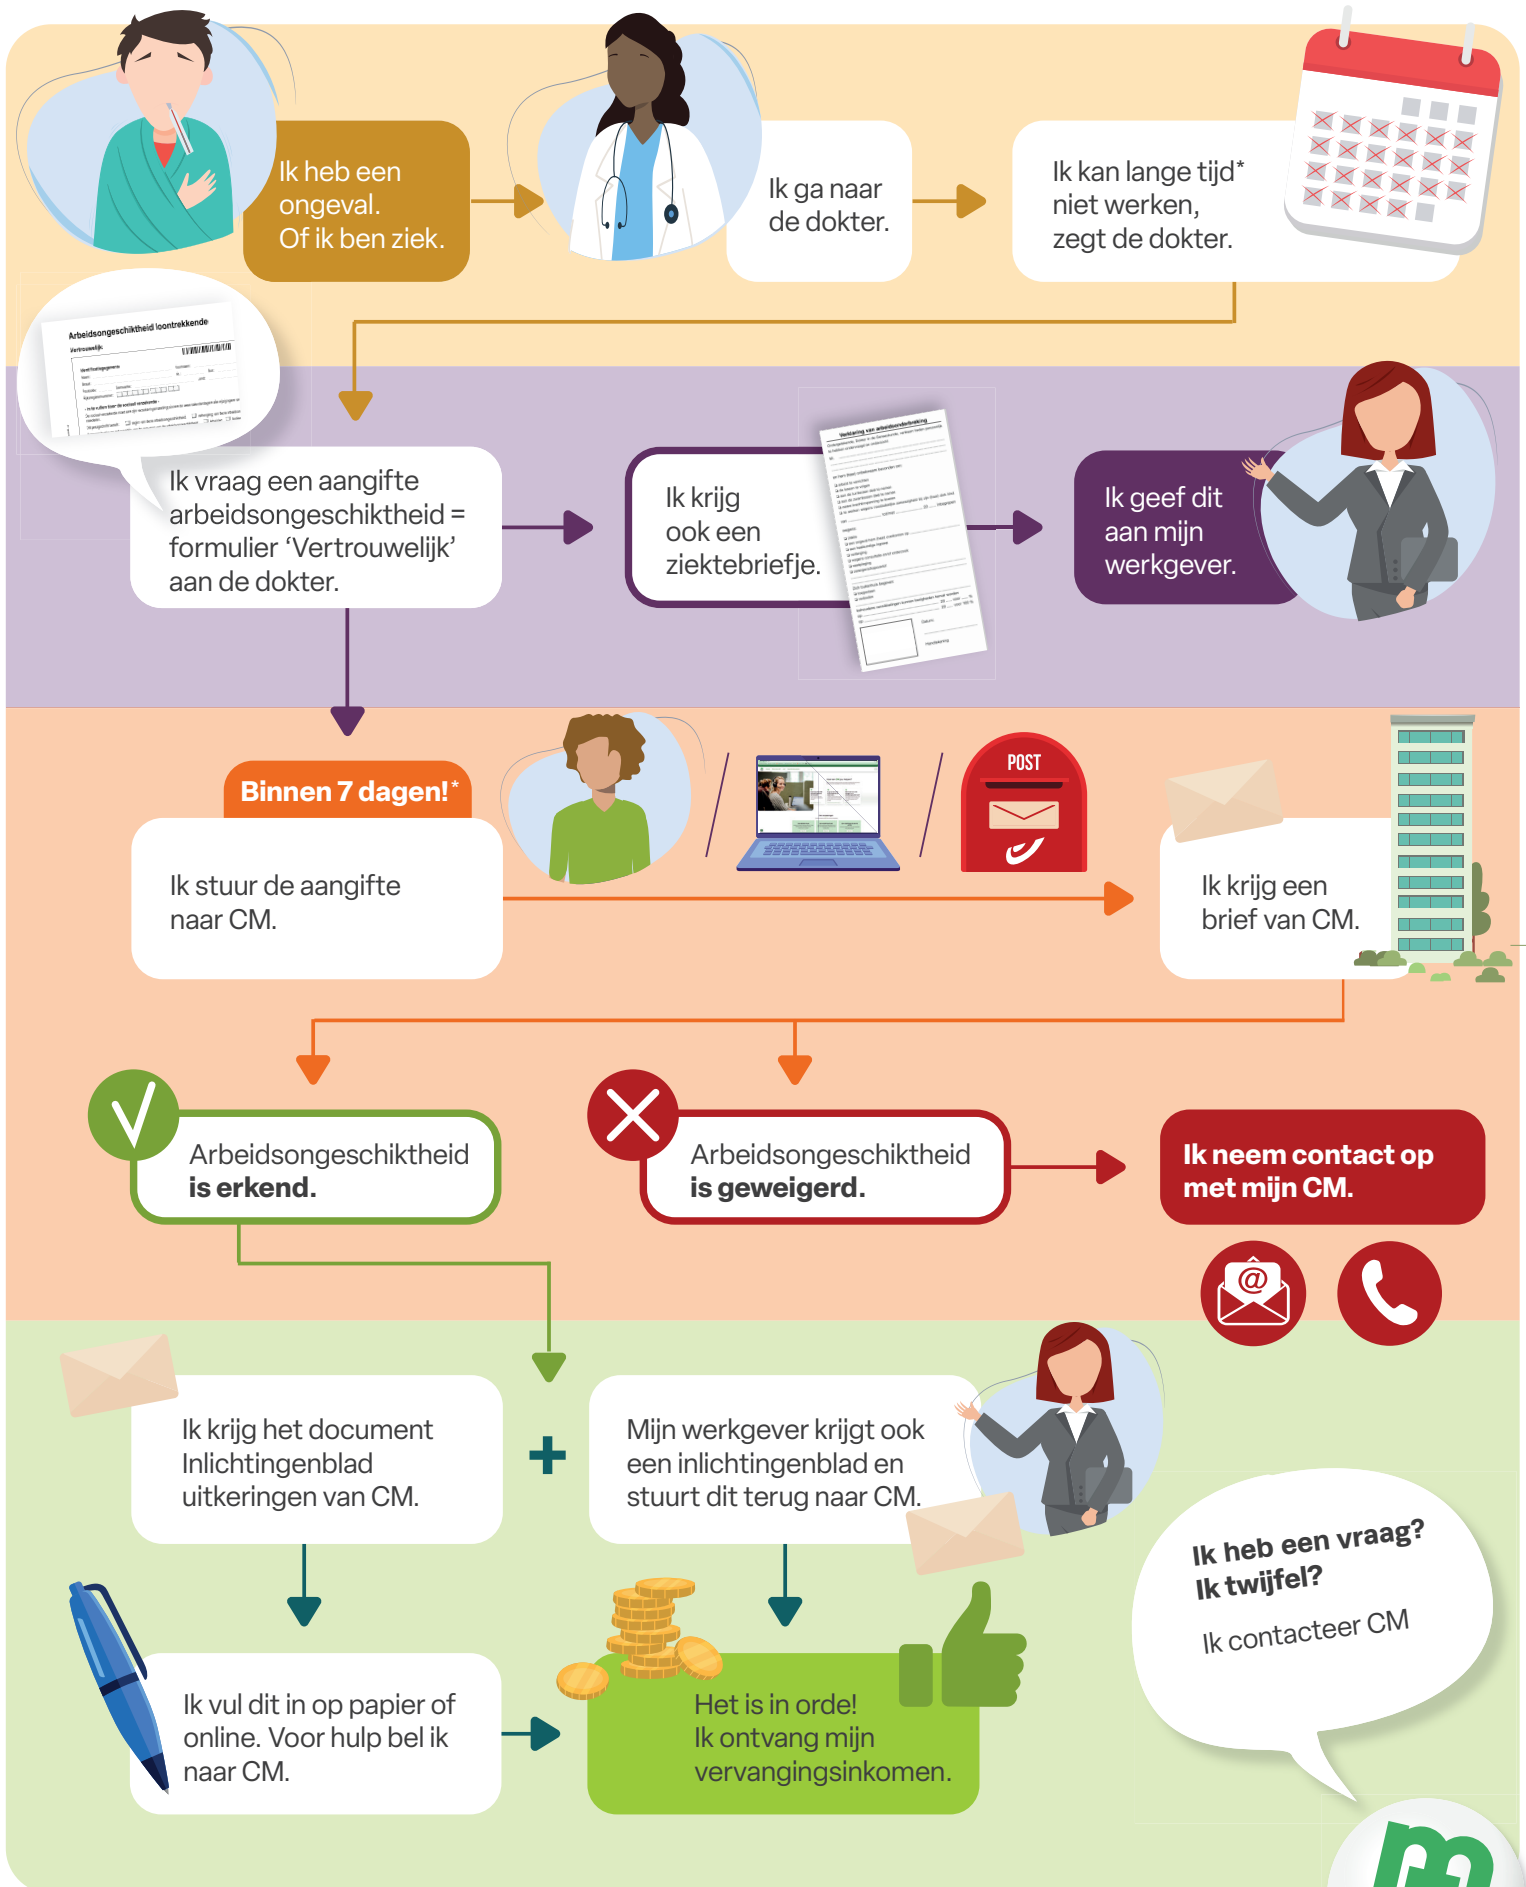 Ik heb een
ongeval.
Of ik ben ziek.
Ik ga naar
de dokter.
Ik kan lange tijd*
niet werken,
zegt de dokter.
Arbeidsongeschiktheid loontrekkende
Vertrouwelijk
Ik vraag een aangifte
arbeidsongeschiktheid =
formulier ‘Vertrouwelijk’
aan de dokter.
Ik krijg
ook een
ziektebriefje.
Verklaring van arbeidsonderbreking
Ik geef dit
aan mijn
werkgever.
Binnen 7 dagen!*
Ik stuur de aangifte
naar CM.
POST
Ik krijg een
brief van CM.
Arbeidsongeschiktheid
is erkend.
Arbeidsongeschiktheid
is geweigerd.
Ik neem contact op
met mijn CM.
@
Ik krijg het document
Inlichtingenblad
uitkeringen van CM.
+
Mijn werkgever krijgt ook
een inlichtingenblad en
stuurt dit terug naar CM.
Ik vul dit in op papier of
online. Voor hulp bel ik
naar CM.
Het is in orde!
Ik ontvang mijn
vervangingsinkomen.
Ik heb een vraag?
Ik twijfel?
Ik contacteer CM